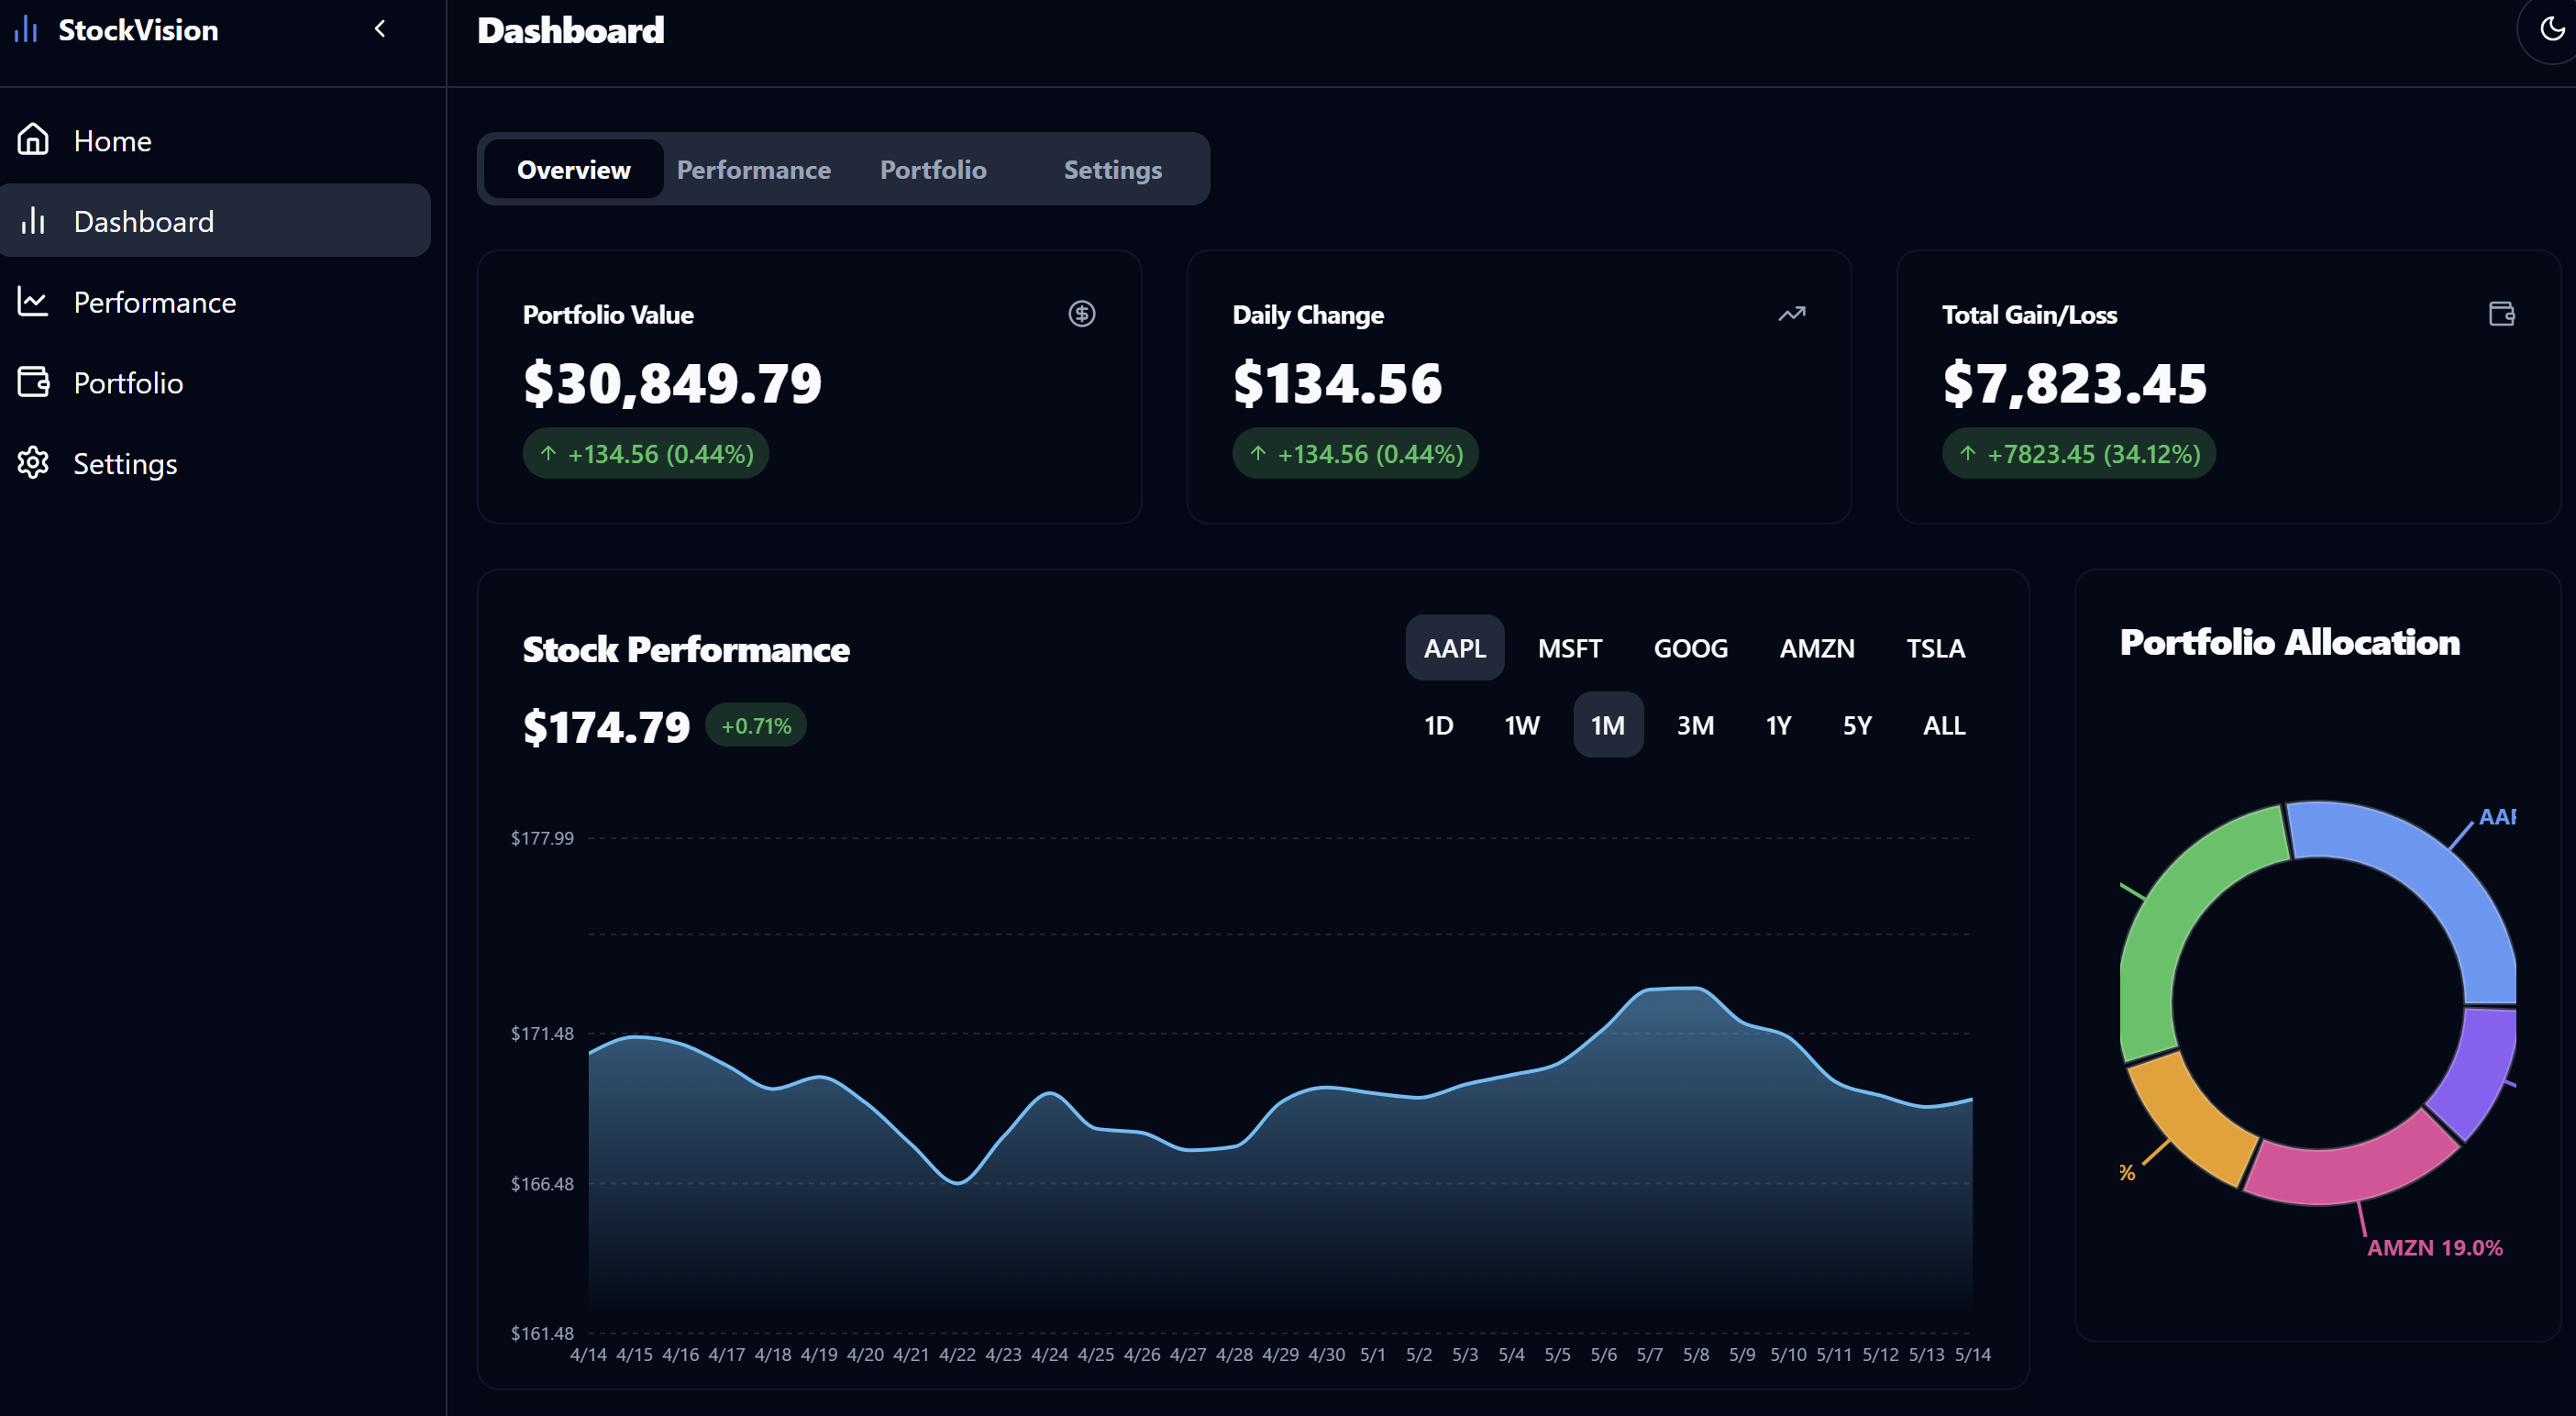 StockVision
Dashboard
Home
Dashboard
Performance
Portfolio
Settings
Overview Performance Portfolio Settings
Portfolio Value
$30,849.79
+134.56 (0.44%)
Daily Change
$134.56
+134.56 (0.44%)
Total Gain/Loss
$7,823.45
+7823.45 (34.12%)
Stock Performance
AAPL MSFT GOOG AMZN TSLA
$174.79 +0.71%
1D 1W 1M 3M 1Y 5Y ALL
$177.99
$171.48
$166.48
$161.48
4/14 4/15 4/16 4/17 4/18 4/19 4/20 4/21 4/22 4/23 4/24 4/25 4/26 4/27 4/28 4/29 4/30 5/1 5/2 5/3 5/4 5/5 5/6 5/7 5/8 5/9 5/10 5/11 5/12 5/13 5/14
Portfolio Allocation
%
AMZN 19.0%